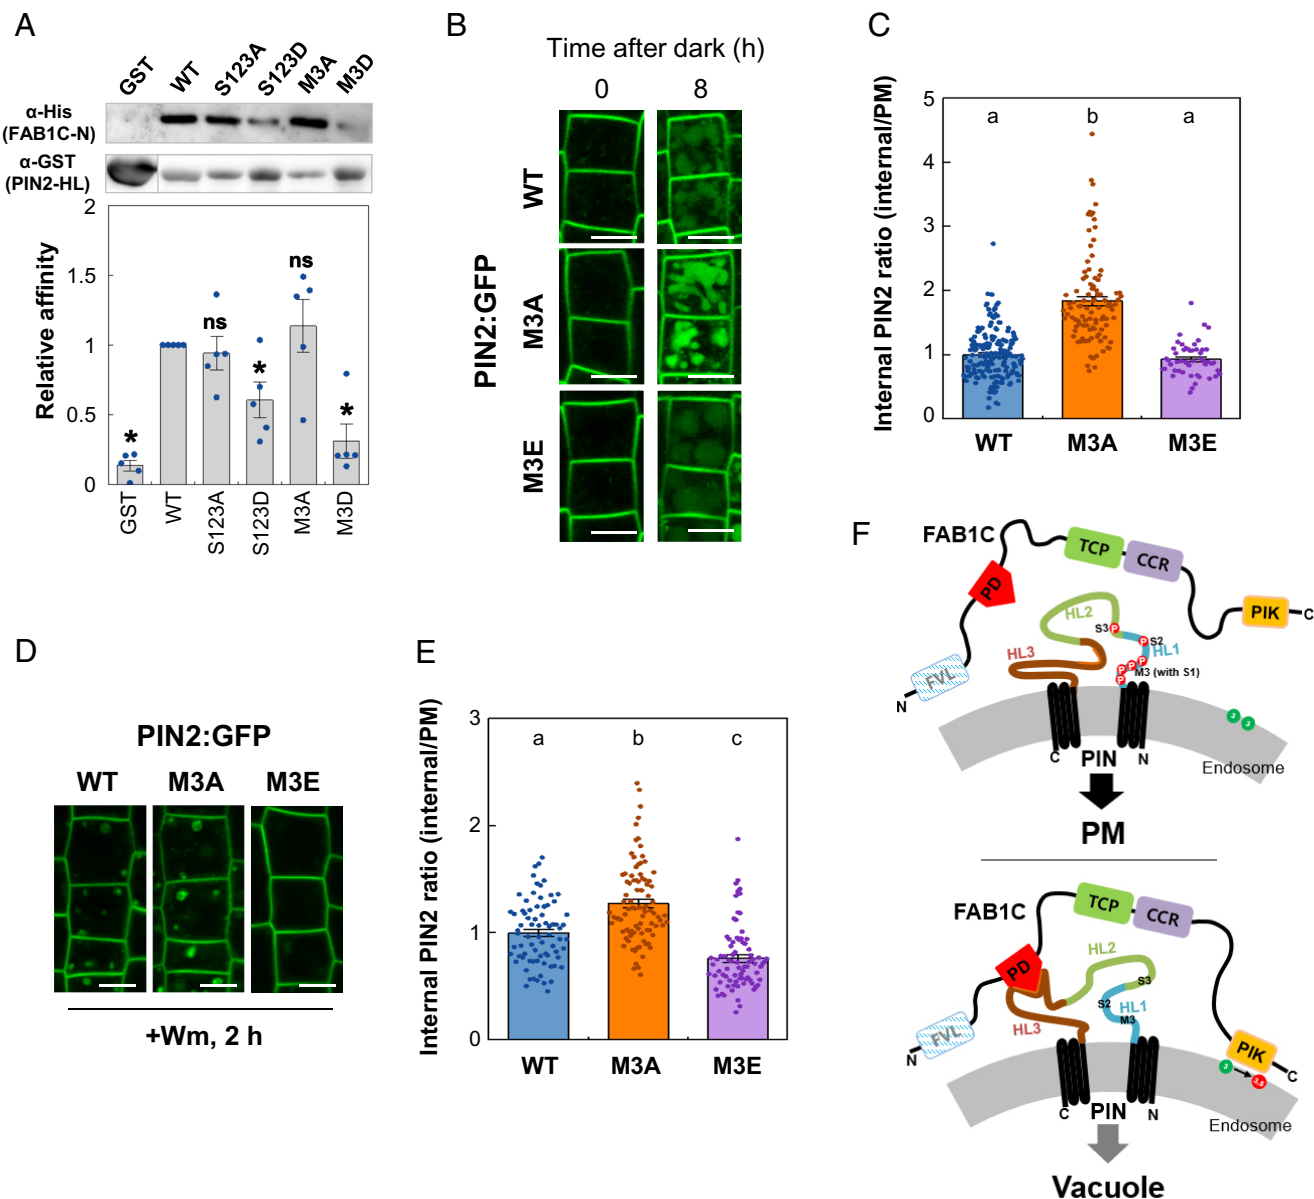 A
GST
WT
S123A
S123D
M3A
M3D
α-His
(FAB1C-N)
α-GST
(PIN2-HL)
Relative affinity
2
1.5
1
0.5
0
*
ns
*
ns
*
GST
WT
S123A
S123D
M3A
M3D
B
Time after dark (h)
0 8
PIN2:GFP
WT
M3A
M3E
C
Internal PIN2 ratio (internal/PM)
5
4
3
2
1
0
a b a
WT M3A M3E
D
PIN2:GFP
WT M3A M3E
+Wm, 2 h
E
Internal PIN2 ratio (internal/PM)
3
2
1
0
a b c
WT M3A M3E
F
FAB1C
TCP
CCR
PD
PIK
C
HL2
S3
P
P
S2
HL1
HL3
P
P
P
P
M3 (with S1)
FVL
N
3
3
C
PIN
N
Endosome
PM
FAB1C
TCP
CCR
HL2
PD
S3
S2
HL1
M3
HL3
FVL
N
PIK
C
3
3,5
C
PIN
N
Endosome
Vacuole